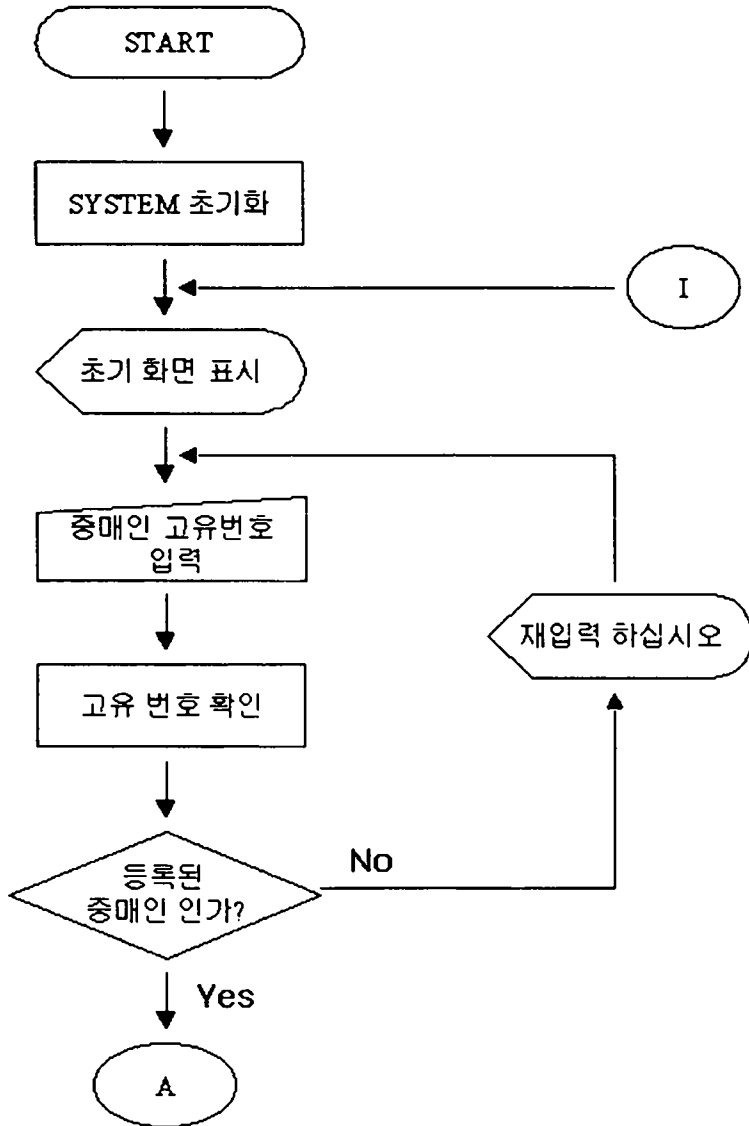 START
SYSTEM 초기화
I
초기 화면 표시
중매인 고유번호
입력
재입력 하십시오
고유 번호 확인
등록된
중매인 인가?
No
Yes
A